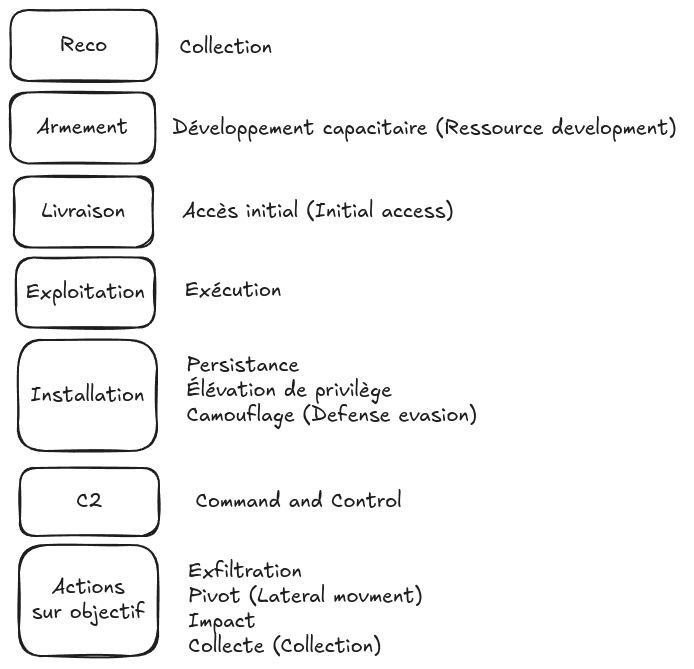 Reco
Collection
Armement
Développement capacitaire (Ressource development)
Livraison
Accès initial (Initial access)
Exploitation
Exécution
Installation
Persistance
Élévation de privilège
Camouflage (Defense evasion)
C2
Command and Control
Actions
sur objectif
Exfiltration
Pivot (Lateral movment)
Impact
Collecte (Collection)